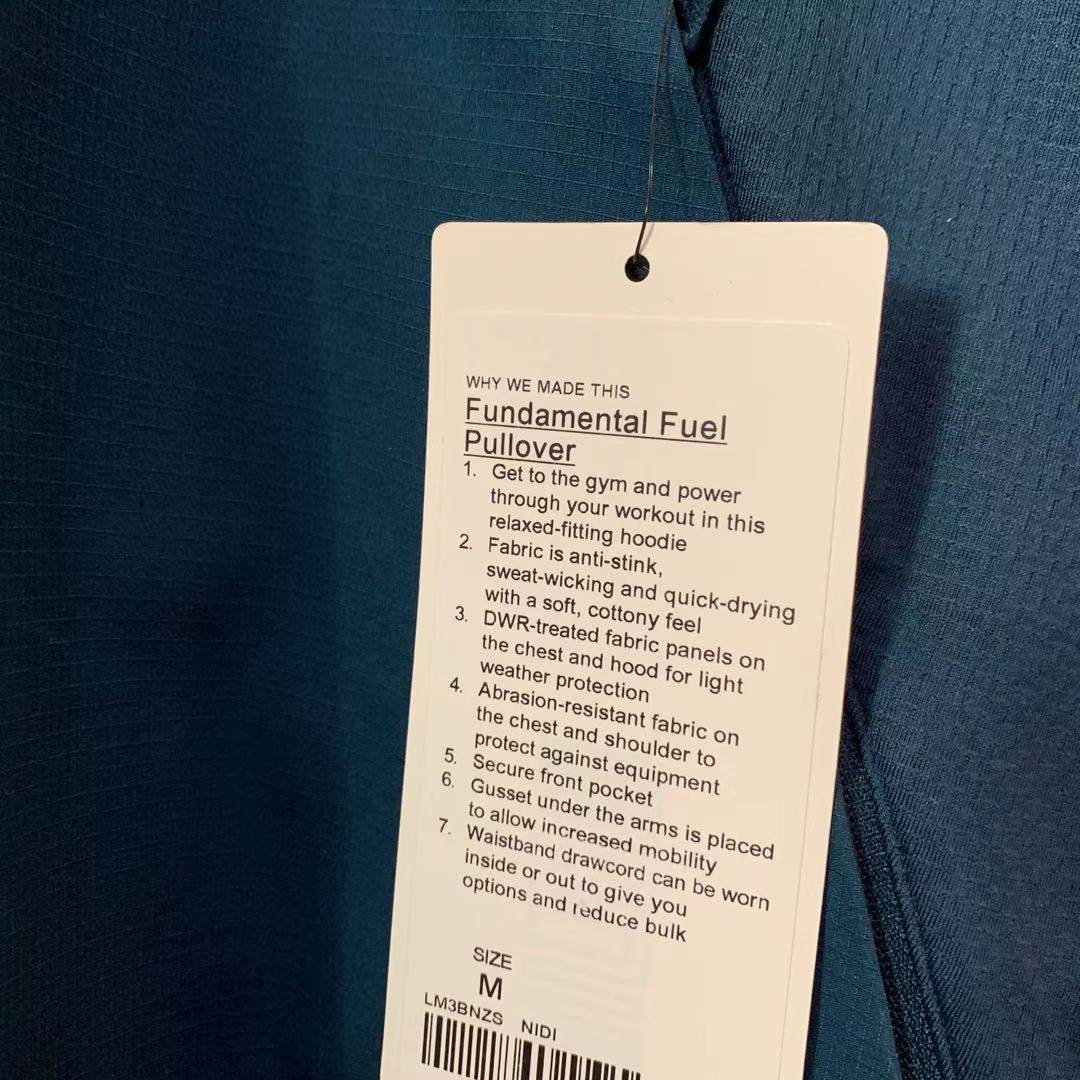 WHY WE MADE THIS
Fundamental Fuel
Pullover
1. Get to the gym and power
through your workout in this
relaxed-fitting hoodie
2. Fabric is anti-stink,
sweat-wicking and quick-drying
with a soft, cottony feel
3. DWR-treated fabric panels on
the chest and hood for light
weather protection
4. Abrasion-resistant fabric on
the chest and shoulder to
protect against equipment
5. Secure front pocket
6. Gusset under the arms is placed
to allow increased mobility
7. Waistband drawcord can be worn
inside or out to give you
options and reduce bulk
SIZE
M
LM3BNZS NIDI